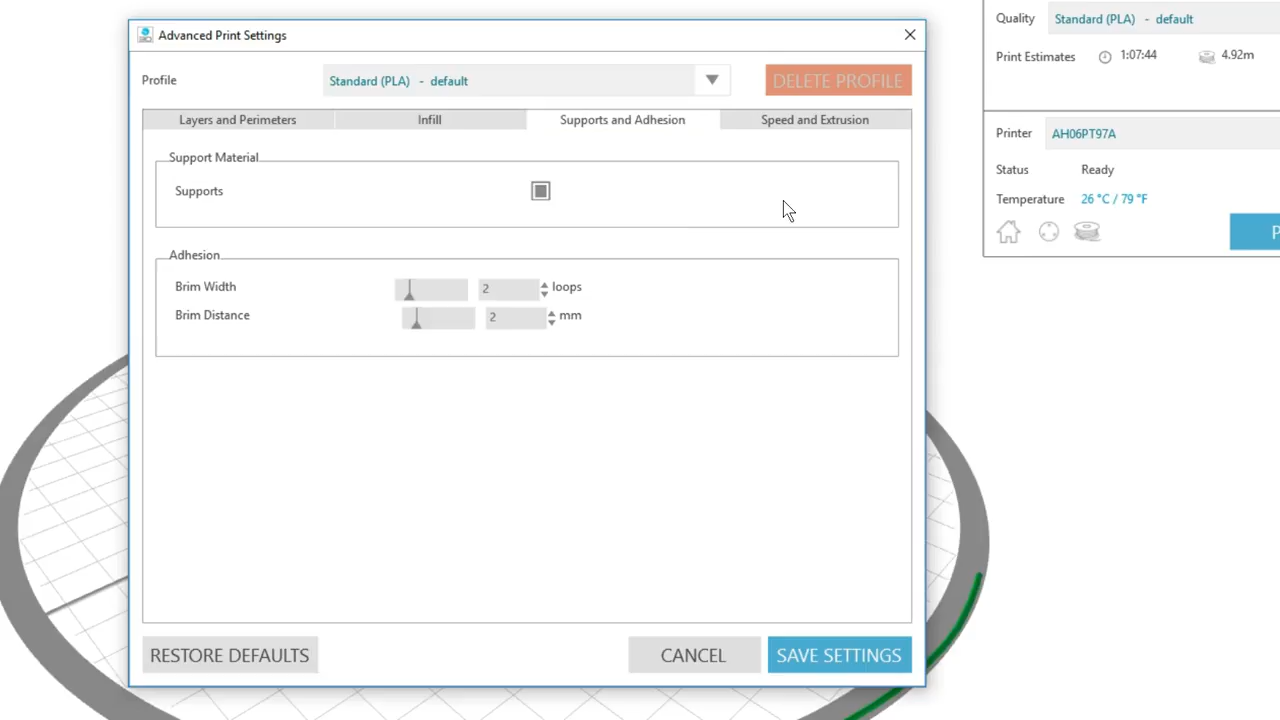 Advanced Print Settings
Profile
Standard (PLA) - default
DELETE PROFILE
Layers and Perimeters
Infill
Supports and Adhesion
Speed and Extrusion
Support Material
Supports
Adhesion
Brim Width 2 loops
Brim Distance 2 mm
RESTORE DEFAULTS
CANCEL
SAVE SETTINGS
Quality Standard (PLA) - default
Print Estimates 1:07:44 4.92m
Printer AH06PT97A
Status Ready
Temperature 26 °C / 79 °F